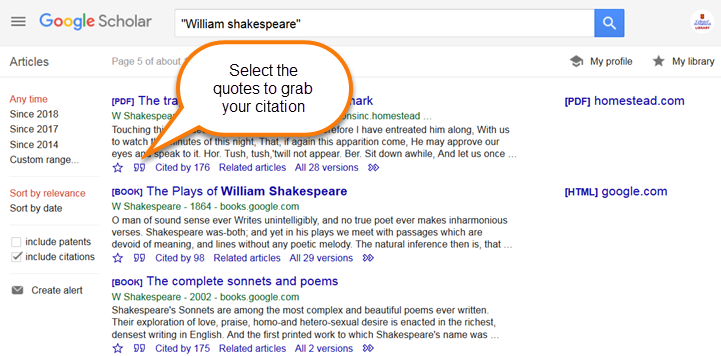 Google Scholar
"William shakespeare"
Articles
Page 5 of about
My profile
My library
Select the
quotes to grab
your citation
Any time
Since 2018
Since 2017
Since 2014
Custom range...
Sort by relevance
Sort by date
include patents
include citations
Create alert
[PDF] The tra mark
W Shakespeare onsinc.homestead ...
Touching thi refore I have entreated him along, With us
to watch the minutes of this night, That, if again this apparition come, He may approve our
eyes and speak to it. Hor. Tush, tush,'twill not appear. Ber. Sit down awhile, And let us once ...
Cited by 176 Related articles All 28 versions
[PDF] homestead.com
[BOOK] The Plays of William Shakespeare
W Shakespeare - 1864 - books.google.com
O man of sound sense ever Writes unintelligibly, and no true poet ever makes inharmonious
verses. Shakespeare was-both; and yet in his plays we meet with passages which are
devoid of meaning, and lines without any poetic melody. The natural inference then is, that ...
Cited by 98 Related articles All 29 versions
[HTML] google.com
[BOOK] The complete sonnets and poems
W Shakespeare - 2002 - books.google.com
Shakespeare's Sonnets are among the most complex and beautiful poems ever written.
Their exploration of love, praise, homo-and hetero-sexual desire is enacted in the richest,
densest writing in English. And the first printed work to which Shakespeare's name was ...
Cited by 175 Related articles All 2 versions